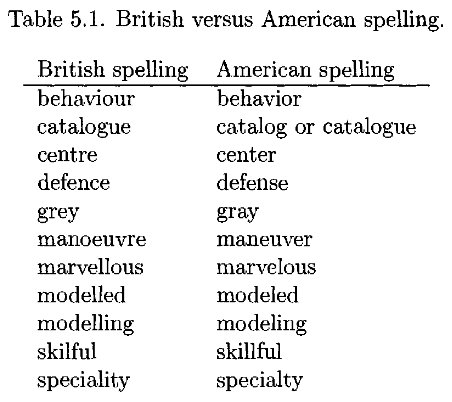 Table 5.1. British versus American spelling.
British spelling American spelling
behaviour behavior
catalogue catalog or catalogue
centre center
defence defense
grey gray
manoeuvre maneuver
marvellous marvelous
modelled modeled
modelling modeling
skilful skillful
speciality specialty